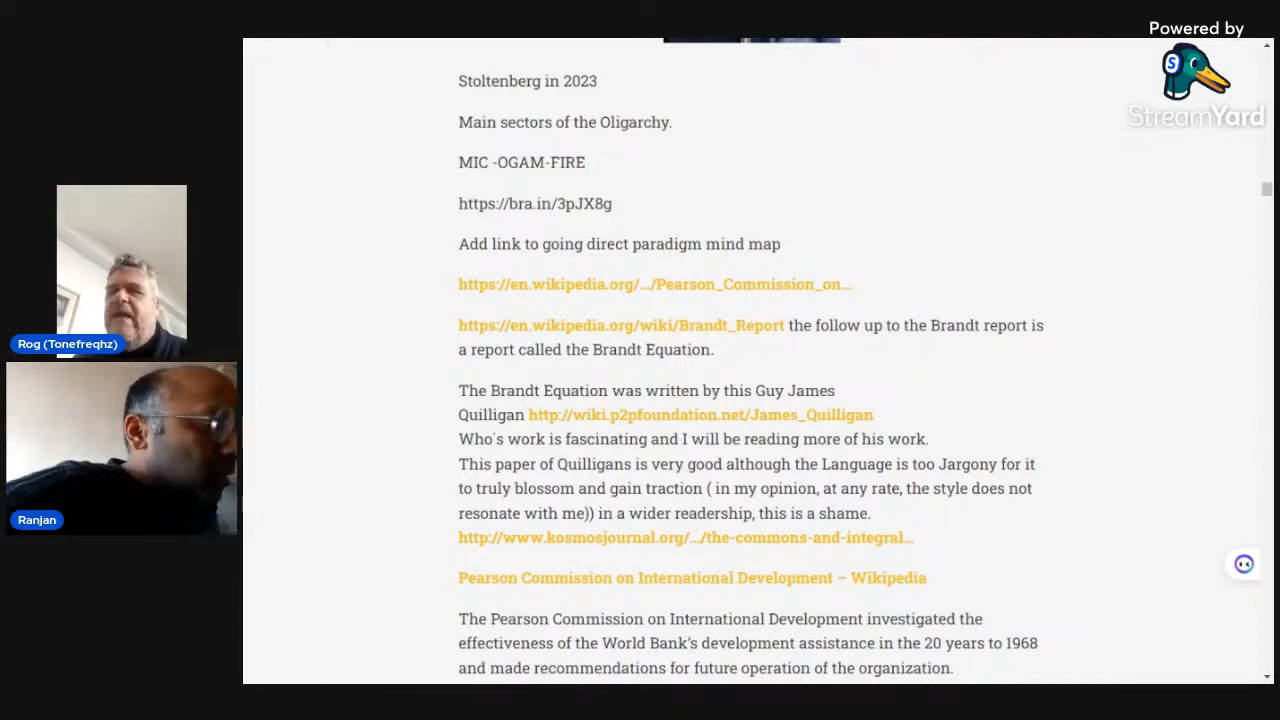 Powered by
StreamYard
Stoltenberg in 2023
Main sectors of the Oligarchy.
MIC -OGAM-FIRE
https://bra.in/3pJX8g
Add link to going direct paradigm mind map
https://en.wikipedia.org/.../Pearson_Commission_on...
https://en.wikipedia.org/wiki/Brandt_Report the follow up to the Brandt report is
a report called the Brandt Equation.
The Brandt Equation was written by this Guy James
Quilligan http://wiki.p2pfoundation.net/James_Quilligan
Who´s work is fascinating and I will be reading more of his work.
This paper of Quilligans is very good although the Language is too Jargony for it
to truly blossom and gain traction ( in my opinion, at any rate, the style does not
resonate with me)) in a wider readership, this is a shame.
http://www.kosmosjournal.org/.../the-commons-and-integral...
Pearson Commission on International Development – Wikipedia
The Pearson Commission on International Development investigated the
effectiveness of the World Bank’s development assistance in the 20 years to 1968
and made recommendations for future operation of the organization.
Rog (Tonefreqhz)
Ranjan